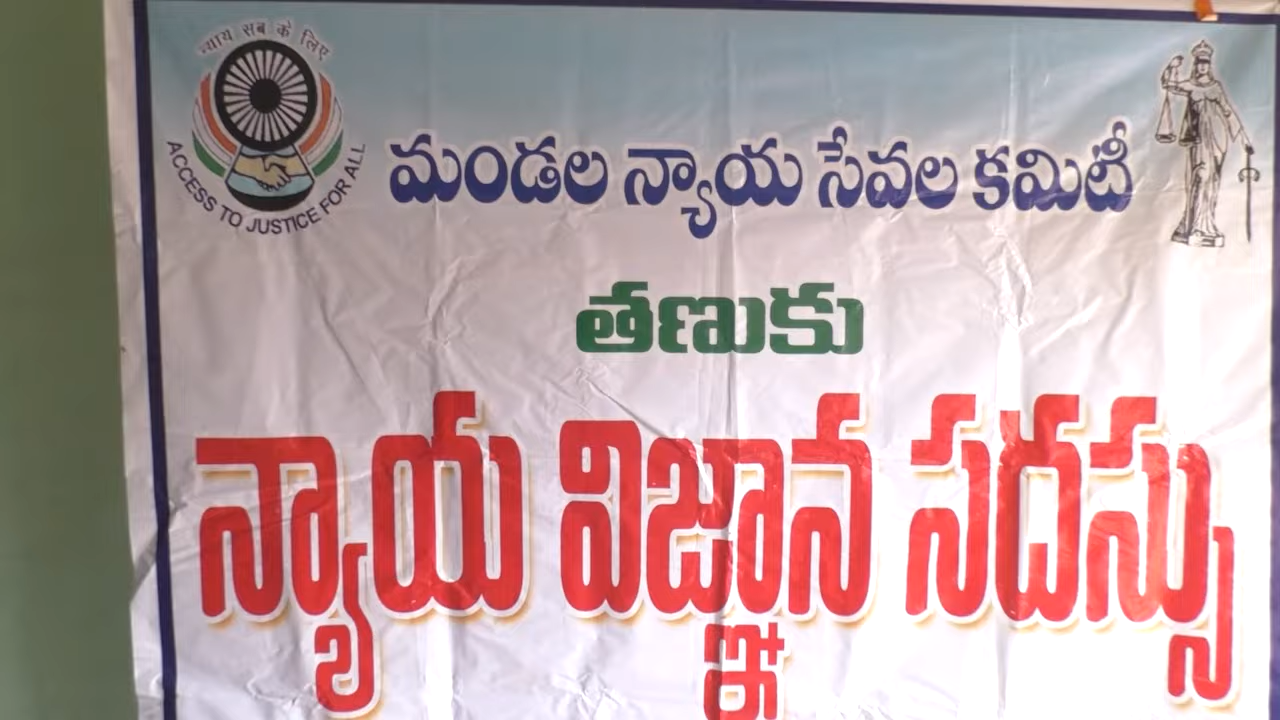 न्याय सब के लिए
ACCESS TO JUSTICE FOR ALL
మండల న్యాయ సేవల కమిటీ
తణుకు
న్యాయ విజ్ఞాన సదస్సు